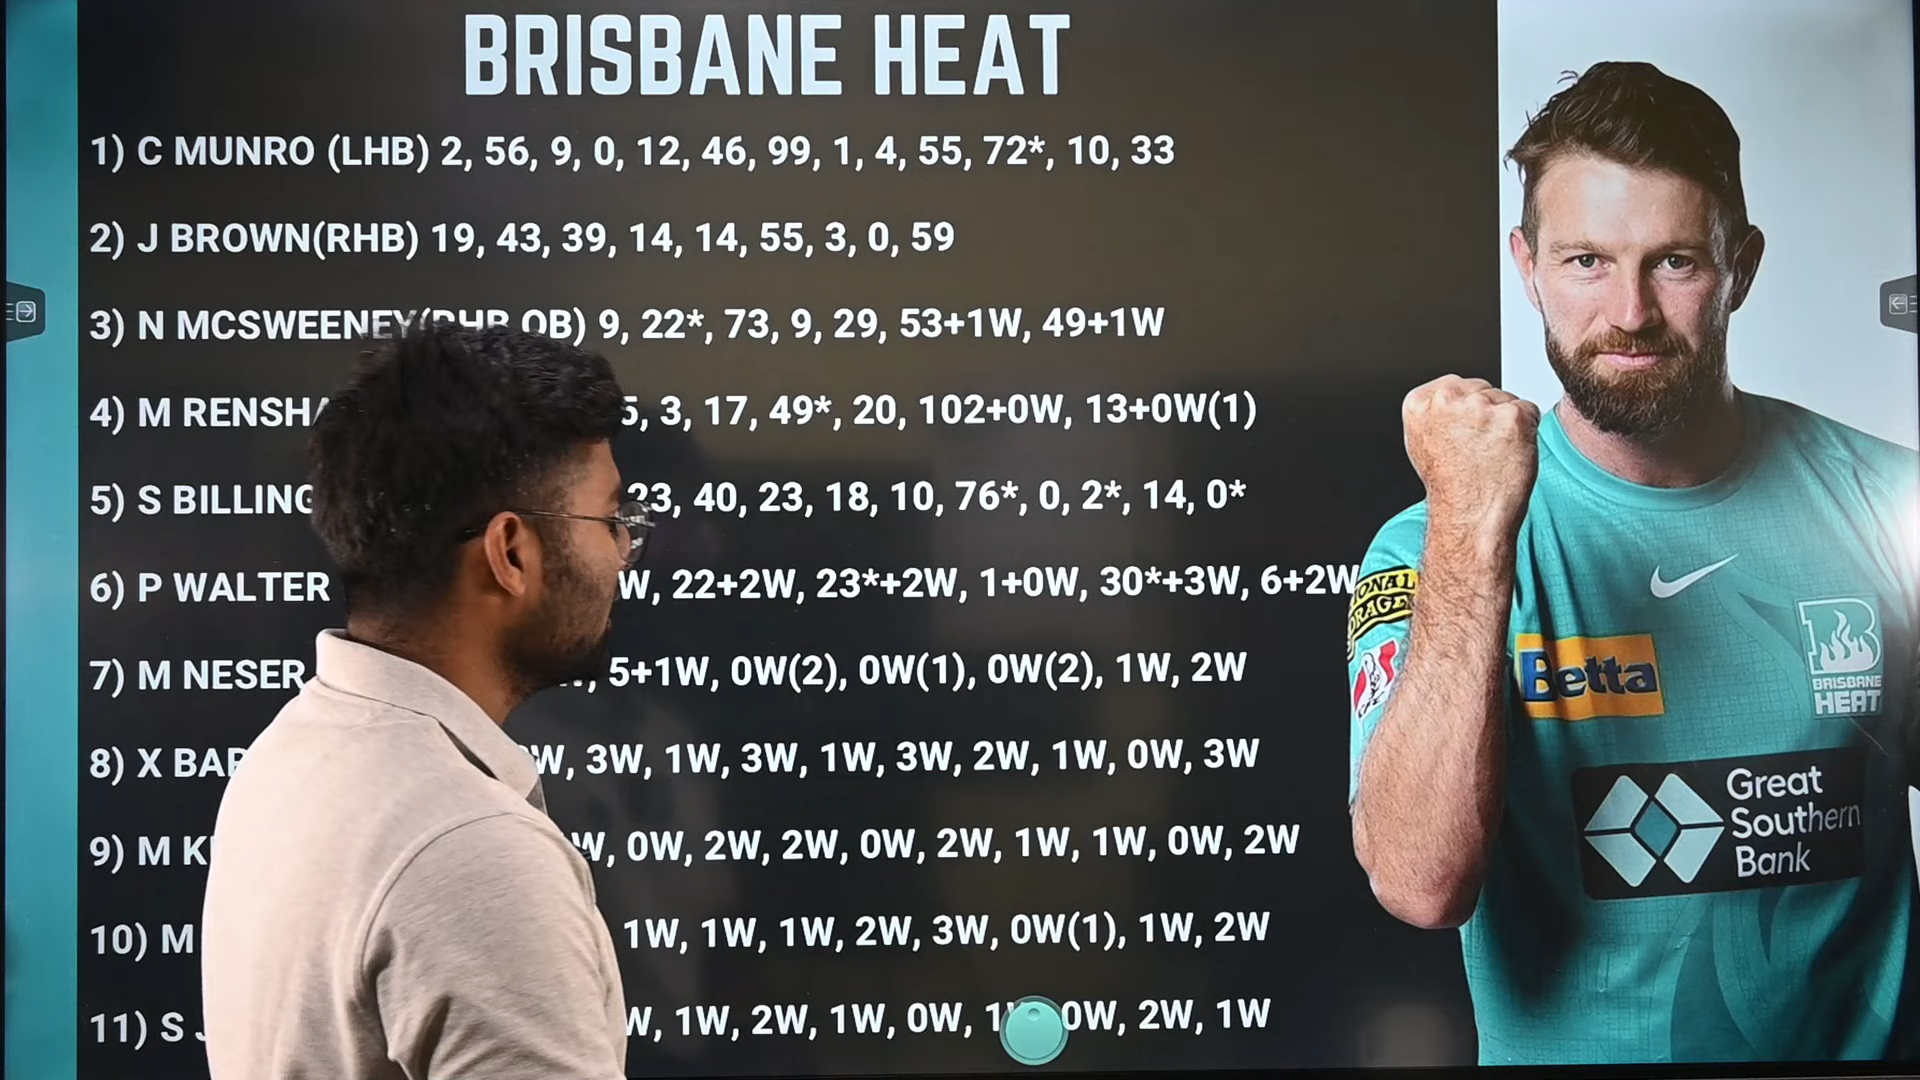 BRISBANE HEAT
1) C MUNRO (LHB) 2, 56, 9, 0, 12, 46, 99, 1, 4, 55, 72*, 10, 33
2) J BROWN(RHB) 19, 43, 39, 14, 14, 55, 3, 0, 59
3) N MCSWEENEY(RHB OB) 9, 22*, 73, 9, 29, 53+1W, 49+1W
4) M 3, 17, 49*, 20, 102+0W, 13+0W(1)
5) S 23, 40, 23, 18, 10, 76*, 0, 2*, 14, 0*
6) P WALTER 22+2W, 23*+2W, 1+0W, 30*+3W, 6+2W
7) M NESER 5+1W, 0W(2), 0W(1), 0W(2), 1W, 2W
8) X 3W, 1W, 3W, 1W, 3W, 2W, 1W, 0W, 3W
9) M 0W, 2W, 2W, 0W, 2W, 1W, 1W, 0W, 2W
10) M 1W, 1W, 1W, 2W, 3W, 0W(1), 1W, 2W
11) S 1W, 2W, 1W, 0W, 0W, 2W, 1W
Betta
BRISBANE
HEAT
Great
Southern
Bank